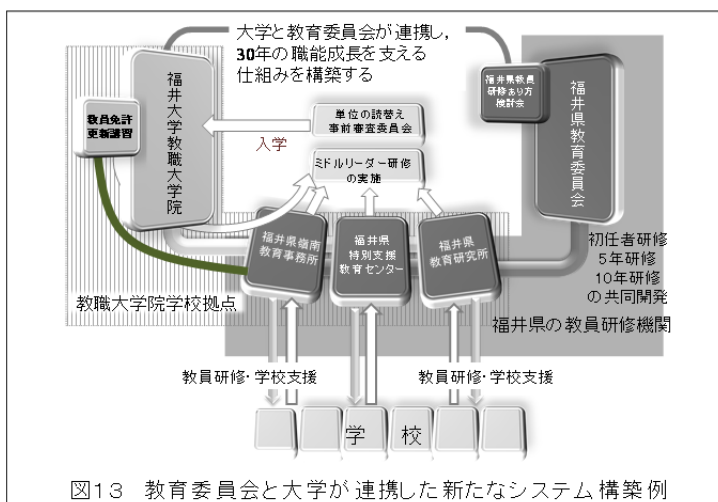 大学と教育委員会が連携し，
30年の職能成長を支える
仕組みを構築する
福井大学教職大学院
教員免許
更新講習
福井県教員
研修あり方
検討会
福井県教育委員会
単位の読替え
事前審査委員会
入学
ミドルリーダー研修
の実施
福井県嶺南
教育事務所
福井県
特別支援
教育センター
福井県
教育研究所
初任者研修
5年研修
10年研修
の共同開発
教職大学院学校拠点
福井県の教員研修機関
教員研修・学校支援
教員研修・学校支援
学校
図13 教育委員会と大学が連携した新たなシステム構築例